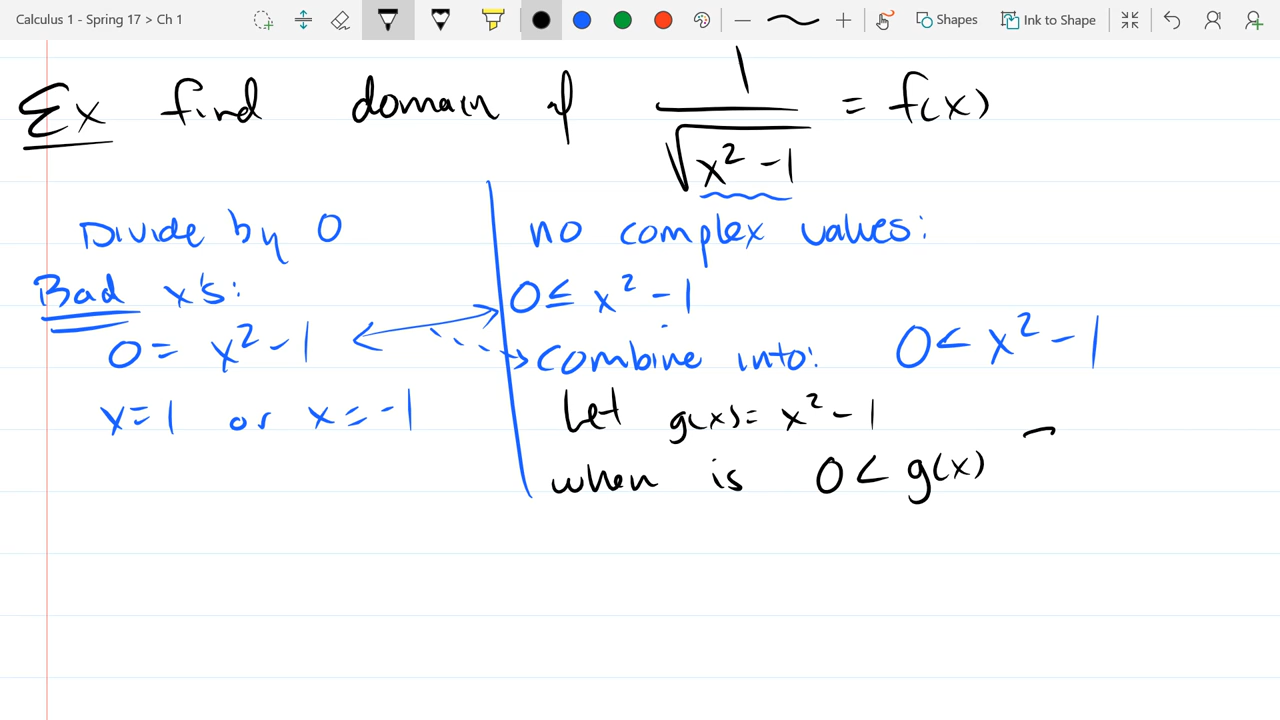 Calculus 1 - Spring 17 > Ch 1
Shapes
Ink to Shape
Ex find domain of 1/√(x² - 1) = f(x)
Divide by 0
Bad x's:
0 = x² - 1
x = 1 or x = -1
no complex values:
0 ≤ x² - 1
combine into: 0 < x² - 1
Let g(x) = x² - 1
when is 0 < g(x)